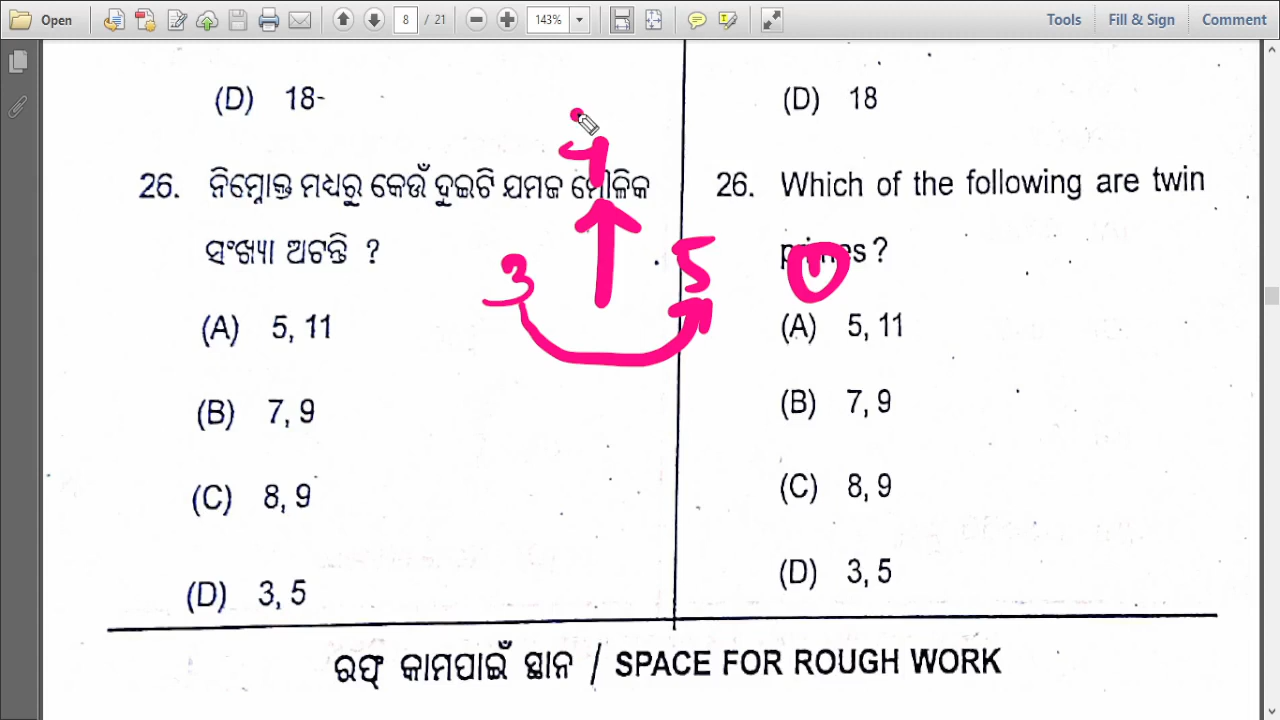 Open
8 / 21
143%
Tools
Fill & Sign
Comment
(D) 18-
26. ନିମ୍ନୋକ୍ତ ମଧ୍ୟରୁ କେଉଁ ଦୁଇଟି ଯମଜ ମୌଳିକ
ସଂଖ୍ୟା ଅଟନ୍ତି ?
(A) 5, 11
(B) 7, 9
(C) 8, 9
(D) 3, 5
(D) 18
26. Which of the following are twin
primes ?
(A) 5, 11
(B) 7, 9
(C) 8, 9
(D) 3, 5
3
5
ରଫ୍ କାମପାଇଁ ସ୍ଥାନ / SPACE FOR ROUGH WORK